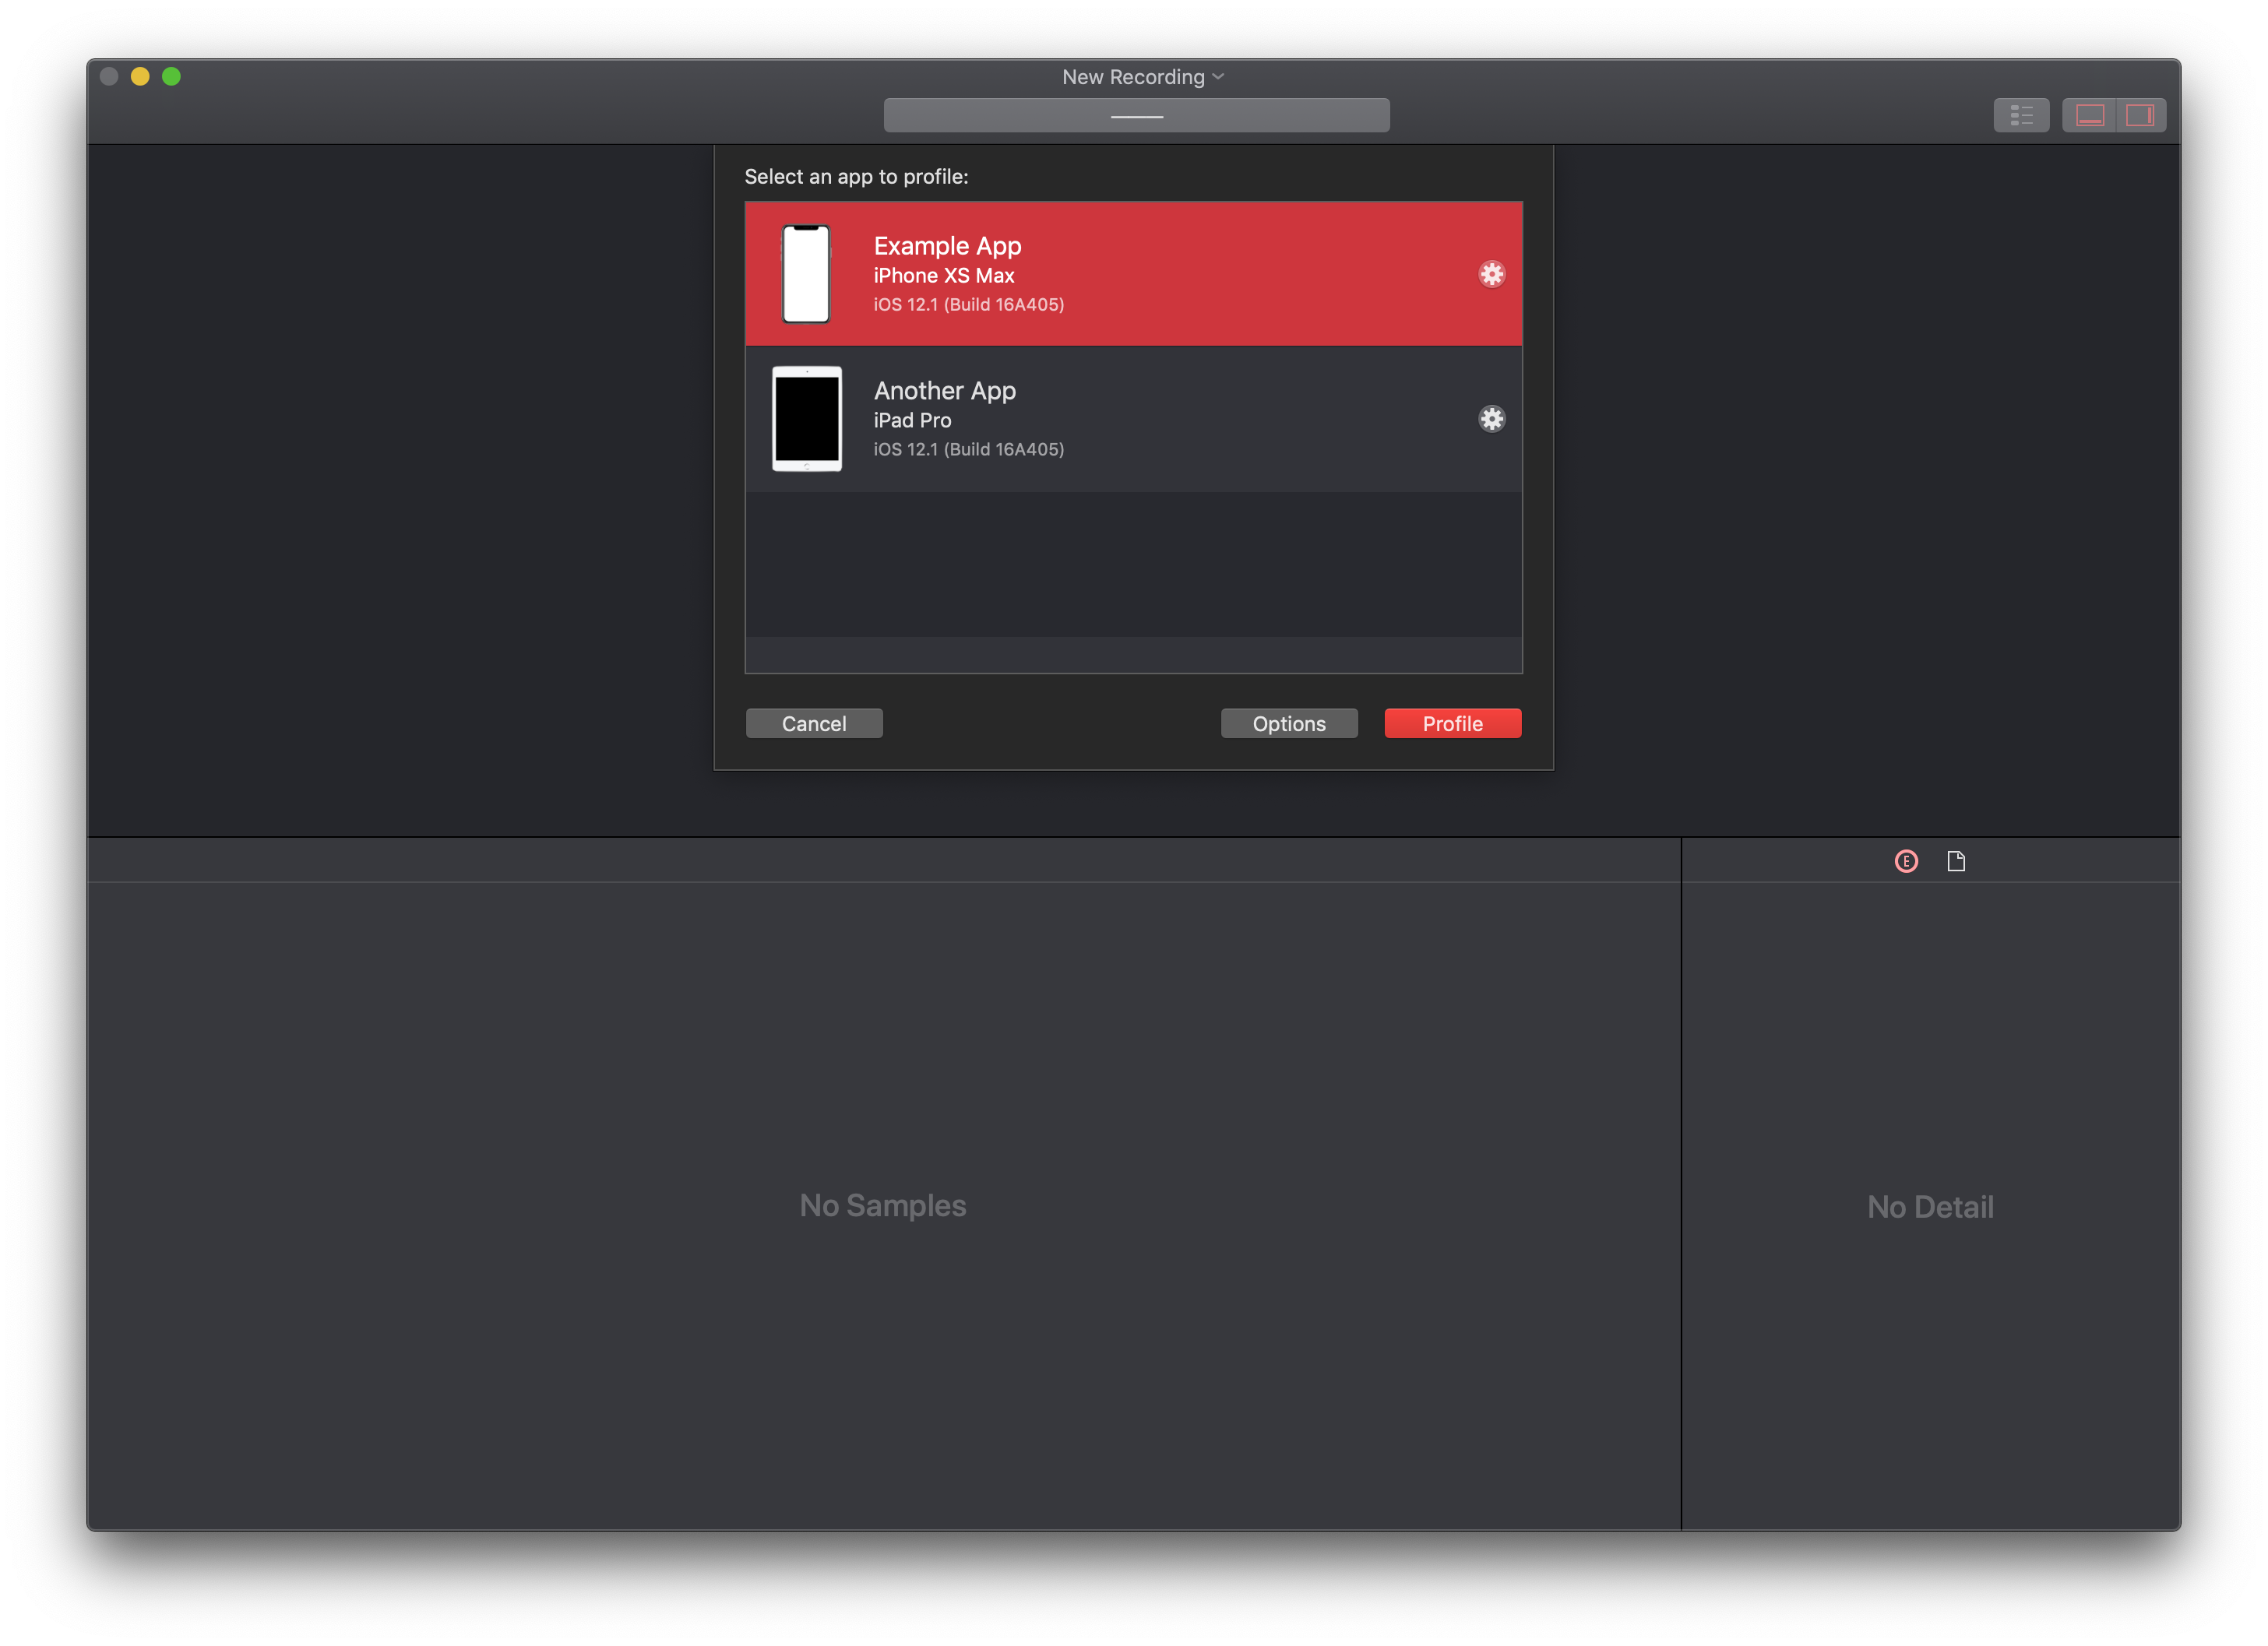 New Recording
Select an app to profile:
Example App
iPhone XS Max
iOS 12.1 (Build 16A405)
Another App
iPad Pro
iOS 12.1 (Build 16A405)
Cancel
Options
Profile
E
No Samples
No Detail